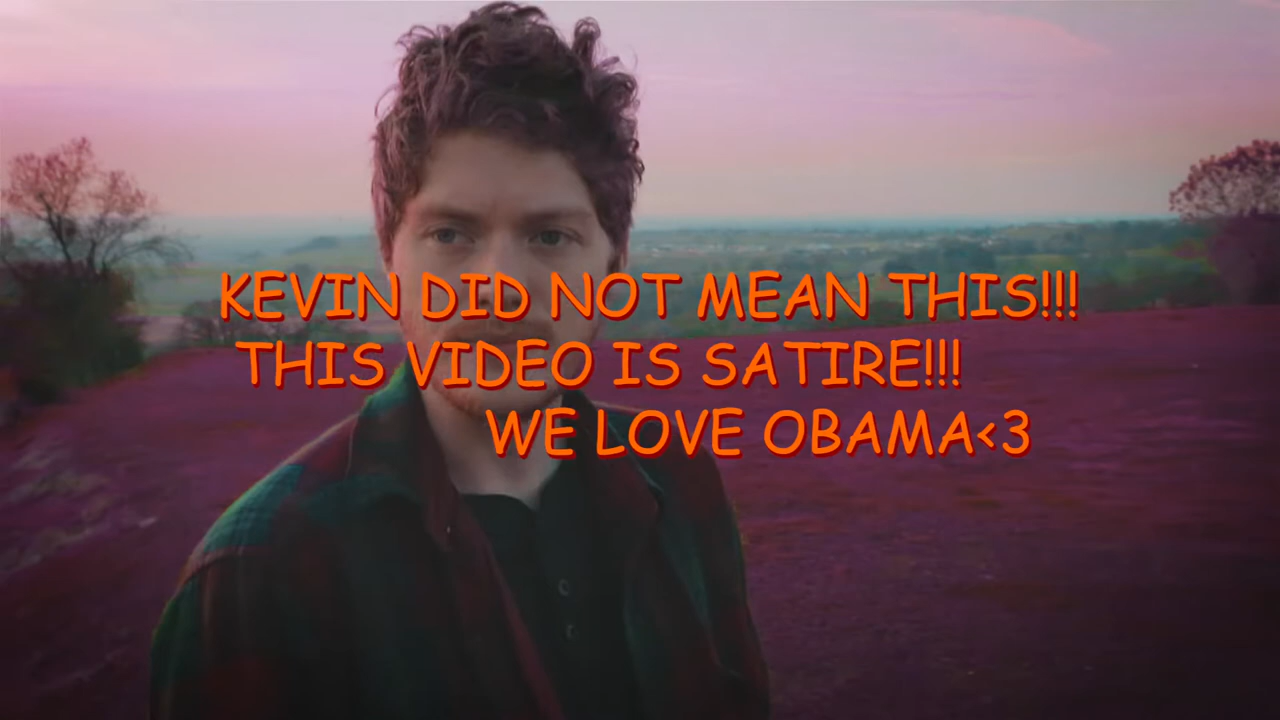 KEVIN DID NOT MEAN THIS!!!
THIS VIDEO IS SATIRE!!!
WE LOVE OBAMA<3